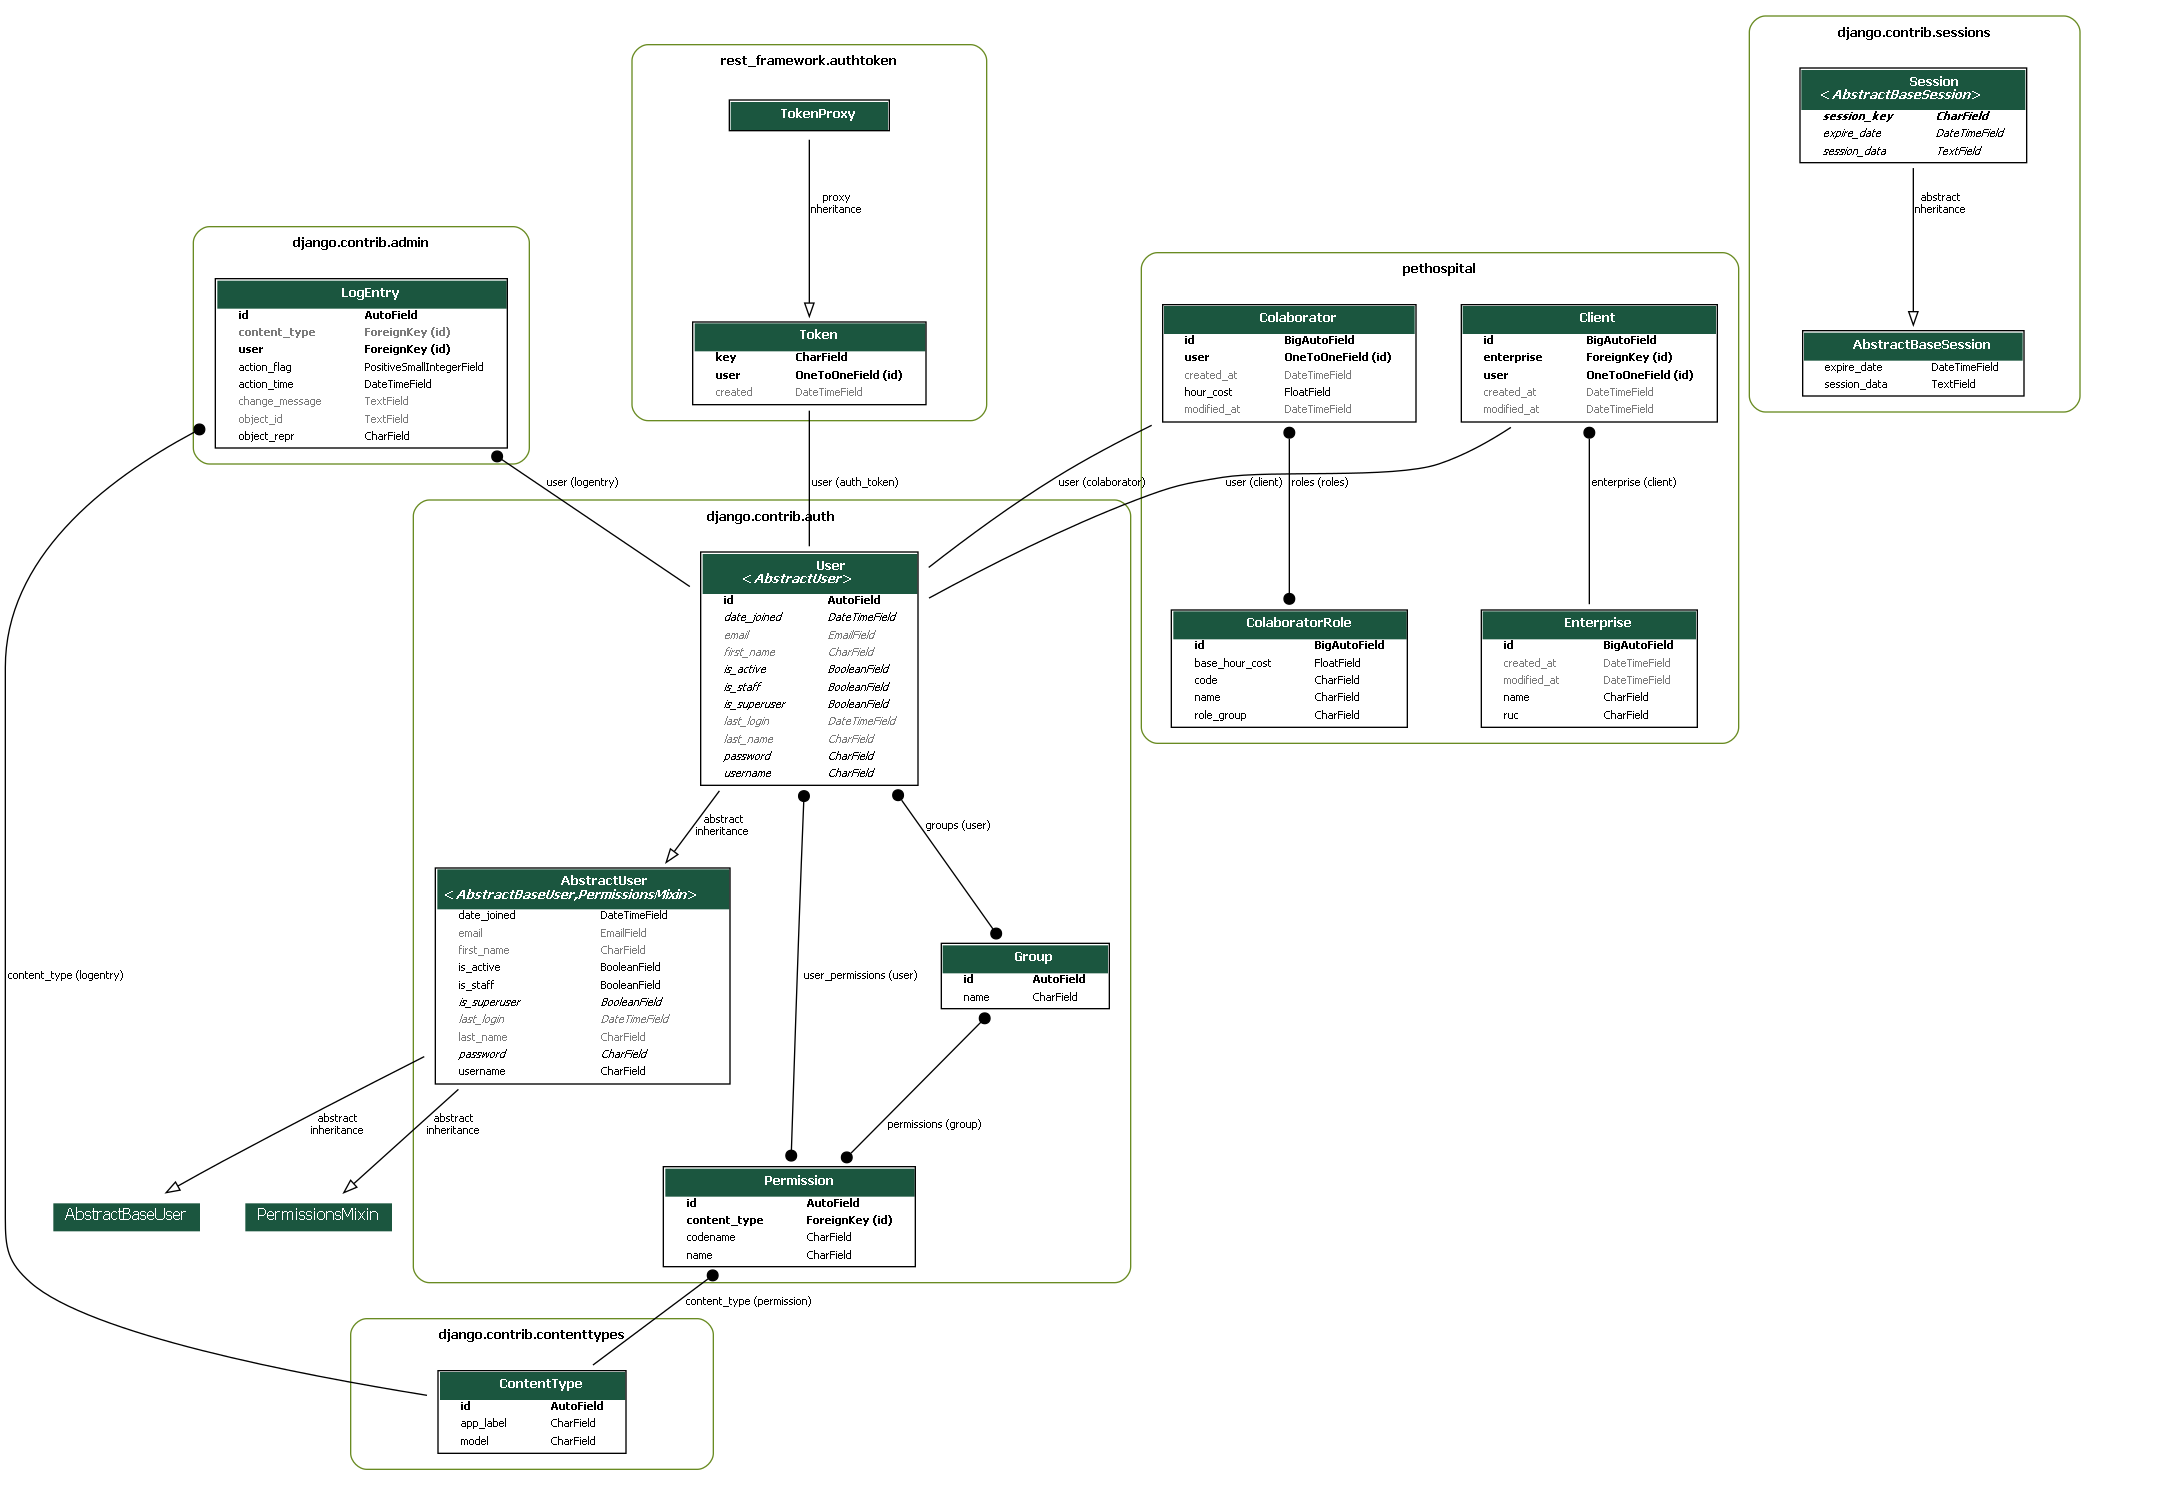 django.contrib.sessions
Session
<AbstractBaseSession>
session_key CharField
expire_date DateTimeField
session_data TextField
abstract
nheritance
AbstractBaseSession
expire_date DateTimeField
session_data TextField
rest_framework.authtoken
TokenProxy
proxy
nheritance
Token
key CharField
user OneToOneField (id)
created DateTimeField
django.contrib.admin
LogEntry
id AutoField
content_type ForeignKey (id)
user ForeignKey (id)
action_flag PositiveSmallIntegerField
action_time DateTimeField
change_message TextField
object_id TextField
object_repr CharField
pethospital
Colaborator
id BigAutoField
user OneToOneField (id)
created_at DateTimeField
hour_cost FloatField
modified_at DateTimeField
Client
id BigAutoField
enterprise ForeignKey (id)
user OneToOneField (id)
created_at DateTimeField
modified_at DateTimeField
user (logentry)
user (auth_token)
user (colaborator)
user (client)
roles (roles)
enterprise (client)
ColaboratorRole
id BigAutoField
base_hour_cost FloatField
code CharField
name CharField
role_group CharField
Enterprise
id BigAutoField
created_at DateTimeField
modified_at DateTimeField
name CharField
ruc CharField
django.contrib.auth
User
<AbstractUser>
id AutoField
date_joined DateTimeField
email EmailField
first_name CharField
is_active BooleanField
is_staff BooleanField
is_superuser BooleanField
last_login DateTimeField
last_name CharField
password CharField
username CharField
abstract
inheritance
groups (user)
AbstractUser
<AbstractBaseUser,PermissionsMixin>
date_joined DateTimeField
email EmailField
first_name CharField
is_active BooleanField
is_staff BooleanField
is_superuser BooleanField
last_login DateTimeField
last_name CharField
password CharField
username CharField
content_type (logentry)
user_permissions (user)
Group
id AutoField
name CharField
abstract
inheritance
abstract
inheritance
permissions (group)
AbstractBaseUser
PermissionsMixin
Permission
id AutoField
content_type ForeignKey (id)
codename CharField
name CharField
content_type (permission)
django.contrib.contenttypes
ContentType
id AutoField
app_label CharField
model CharField